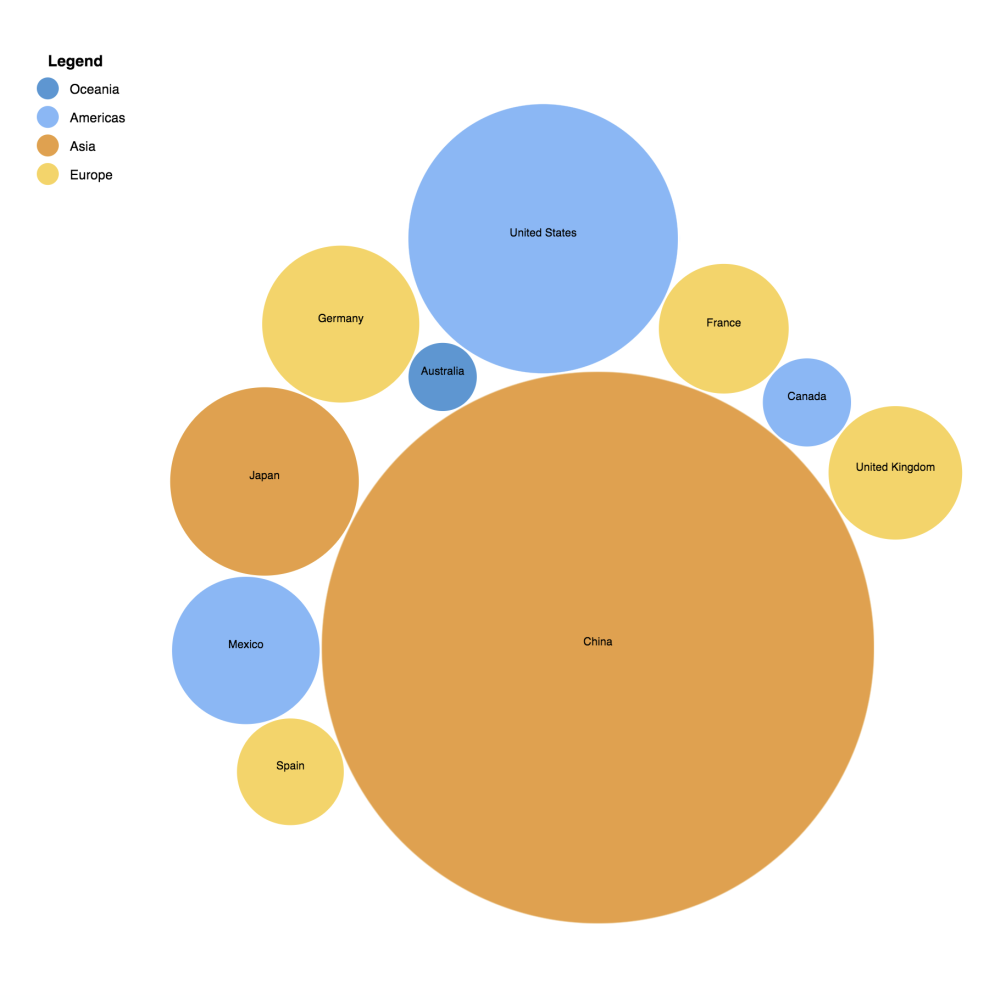 Legend
Oceania
Americas
Asia
Europe
United States
Germany
France
Australia
Canada
United Kingdom
Japan
China
Mexico
Spain